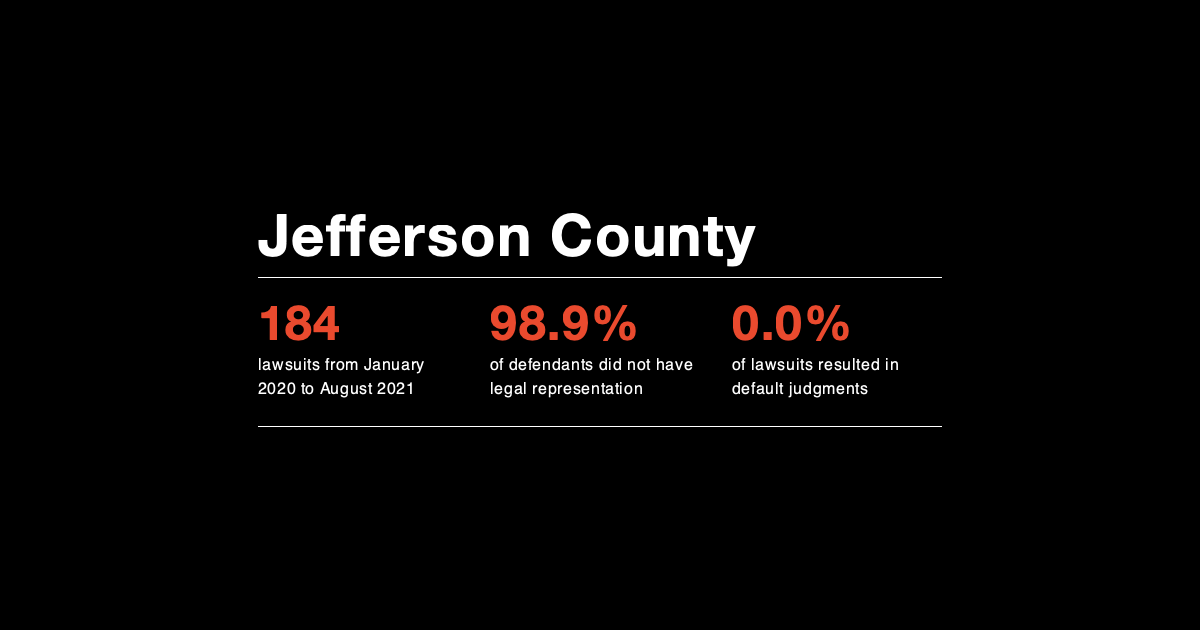 Jefferson County
184
lawsuits from January
2020 to August 2021
98.9%
of defendants did not have
legal representation
0.0%
of lawsuits resulted in
default judgments